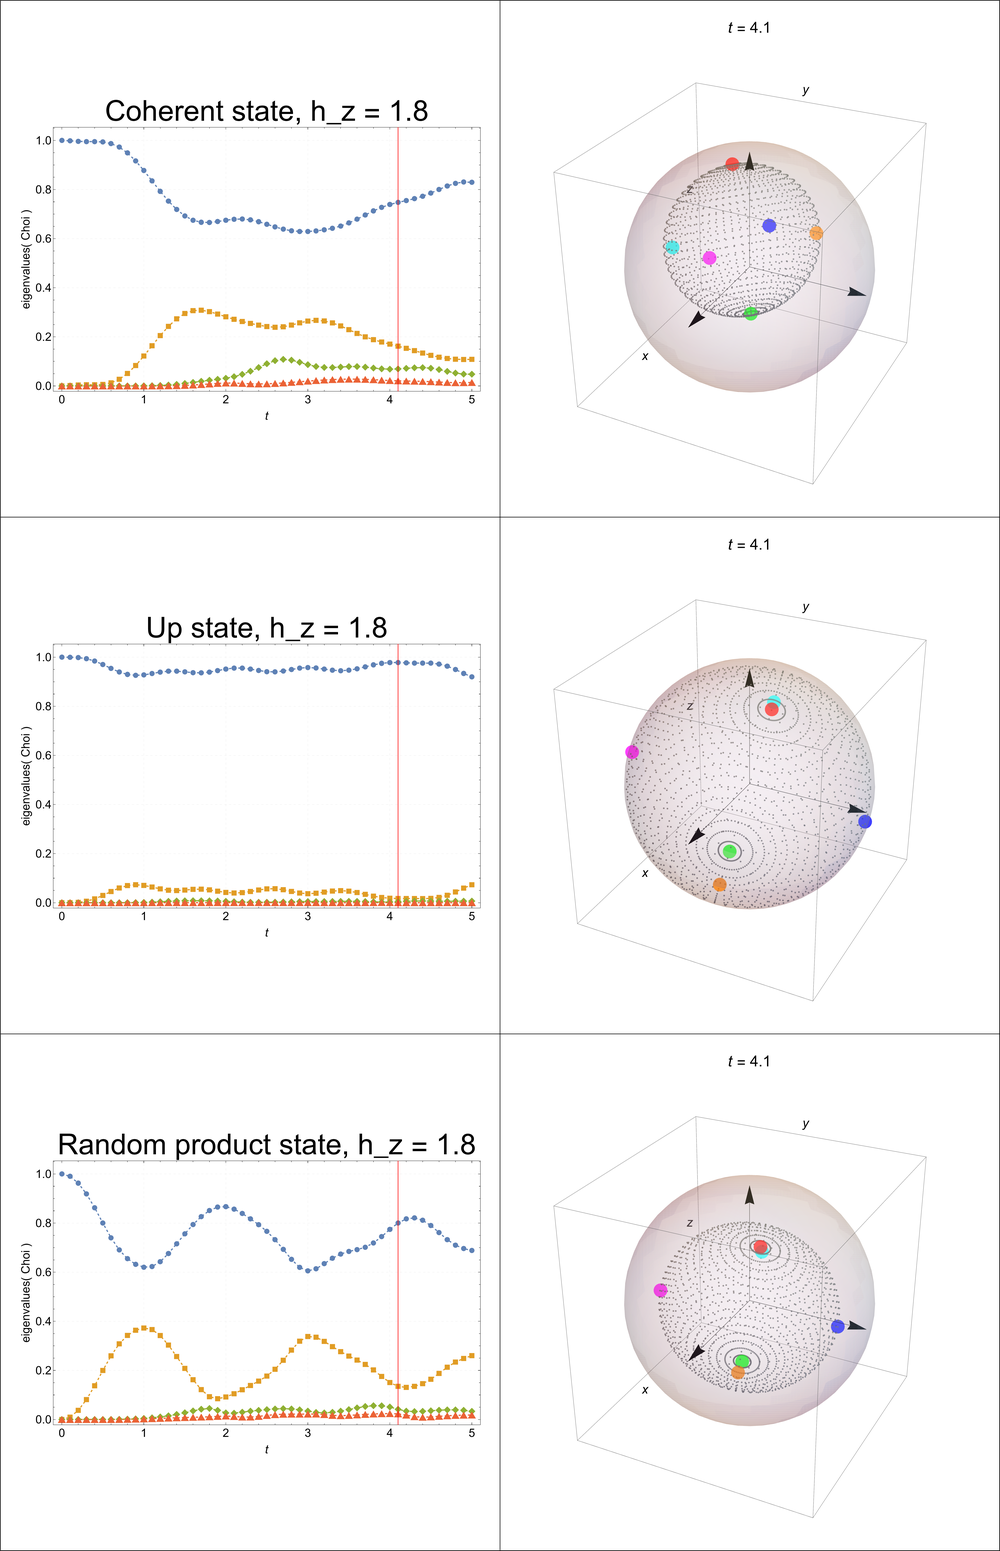 Coherent state, h_z = 1.8
eigenvalues( Choi )
1.0
0.8
0.6
0.4
0.2
0.0
0 1 2 3 4 5
t
t = 4.1
y
z
x
Up state, h_z = 1.8
eigenvalues( Choi )
1.0
0.8
0.6
0.4
0.2
0.0
0 1 2 3 4 5
t
t = 4.1
y
z
x
Random product state, h_z = 1.8
eigenvalues( Choi )
1.0
0.8
0.6
0.4
0.2
0.0
0 1 2 3 4 5
t
t = 4.1
y
z
x